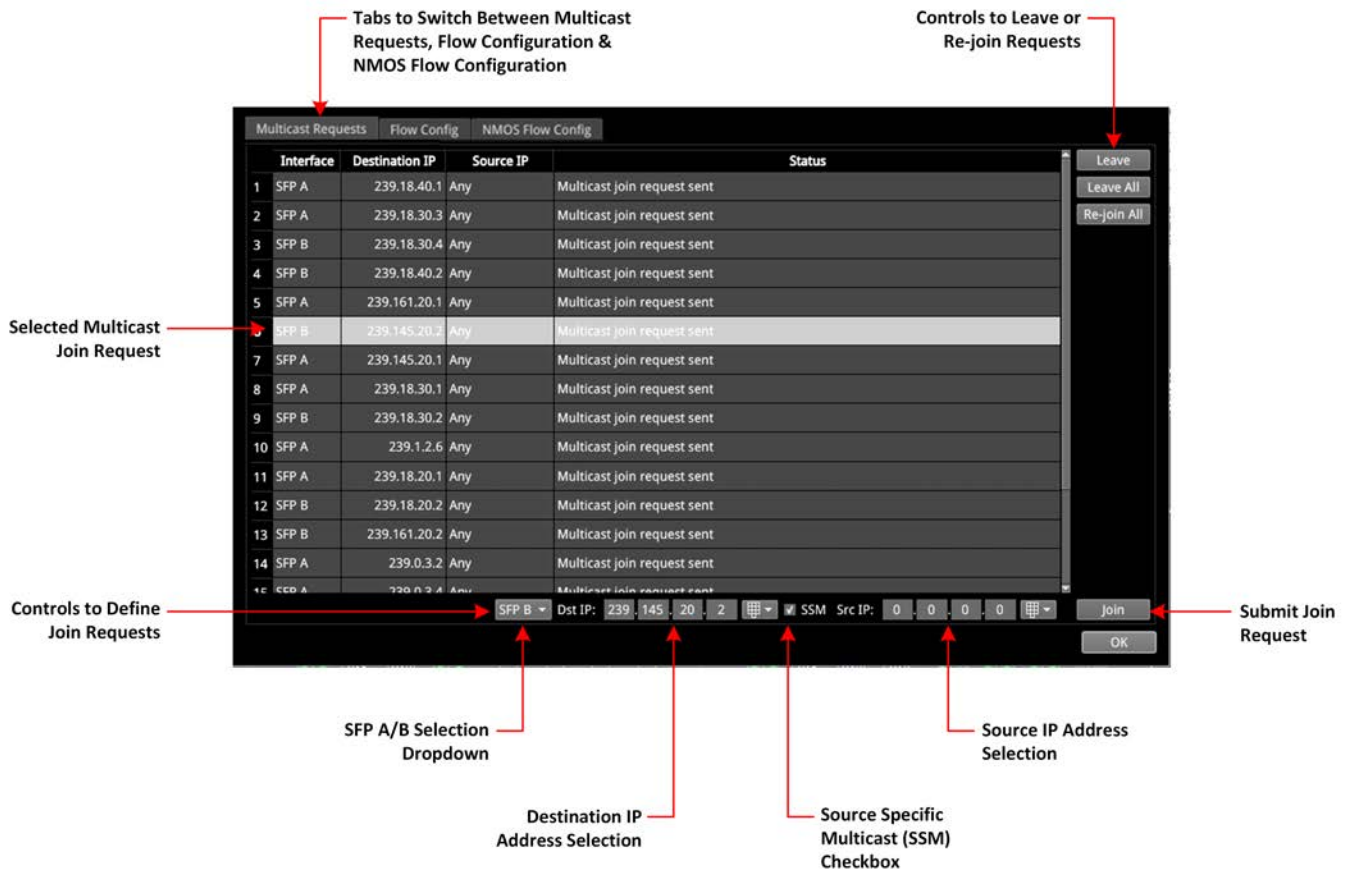 Tabs to Switch Between Multicast
Requests, Flow Configuration &
NMOS Flow Configuration
Controls to Leave or
Re-join Requests
Multicast Requests Flow Config NMOS Flow Config
Interface Destination IP Source IP Status
Leave
1 SFP A 239.18.40.1 Any Multicast join request sent
Leave All
2 SFP A 239.18.30.3 Any Multicast join request sent
Re-join All
3 SFP B 239.18.30.4 Any Multicast join request sent
4 SFP B 239.18.40.2 Any Multicast join request sent
5 SFP A 239.161.20.1 Any Multicast join request sent
Selected Multicast
Join Request
6 SFP B 239.145.20.2 Any Multicast join request sent
7 SFP A 239.145.20.1 Any Multicast join request sent
8 SFP A 239.18.30.1 Any Multicast join request sent
9 SFP B 239.18.30.2 Any Multicast join request sent
10 SFP A 239.1.2.6 Any Multicast join request sent
11 SFP A 239.18.20.1 Any Multicast join request sent
12 SFP B 239.18.20.2 Any Multicast join request sent
13 SFP B 239.161.20.2 Any Multicast join request sent
14 SFP A 239.0.3.2 Any Multicast join request sent
15 SFP A 239.0.3.4 Any Multicast join request sent
Controls to Define
Join Requests
SFP B Dst IP: 239 . 145 . 20 . 2 SSM Src IP: 0 . 0 . 0 . 0 Join
OK
Submit Join
Request
SFP A/B Selection
Dropdown
Source IP Address
Selection
Destination IP
Address Selection
Source Specific
Multicast (SSM)
Checkbox